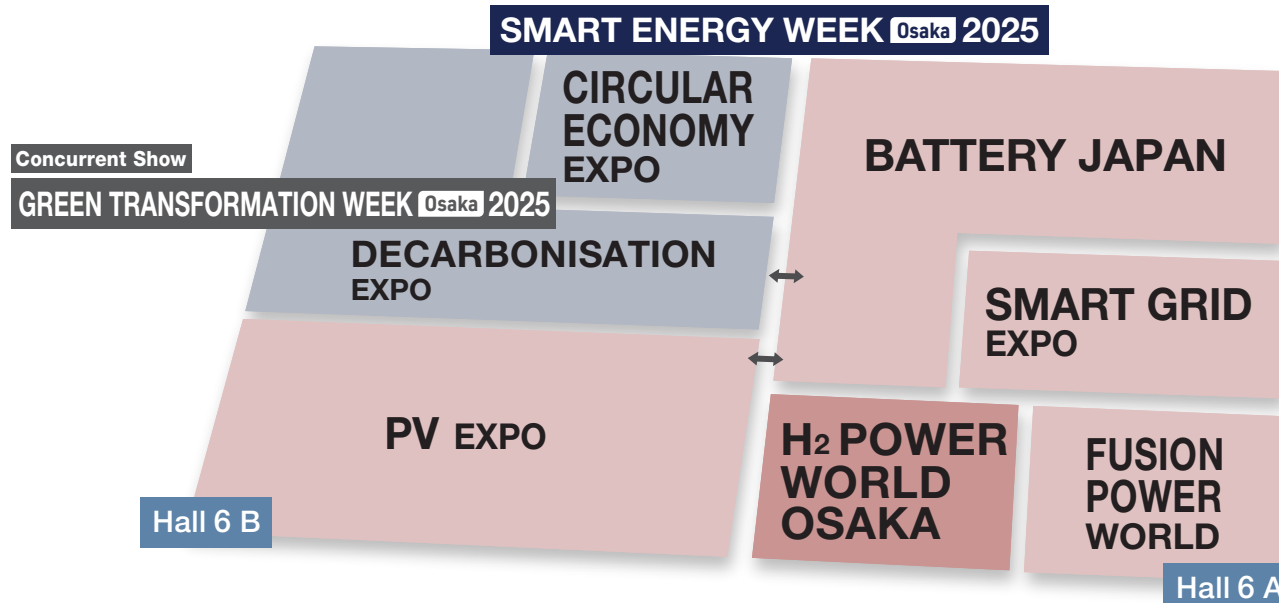 SMART ENERGY WEEK Osaka 2025
CIRCULAR
ECONOMY
EXPO
BATTERY JAPAN
Concurrent Show
GREEN TRANSFORMATION WEEK Osaka 2025
DECARBONISATION
EXPO
SMART GRID
EXPO
PV EXPO
H2 POWER
WORLD
OSAKA
FUSION
POWER
WORLD
Hall 6 B
Hall 6 A